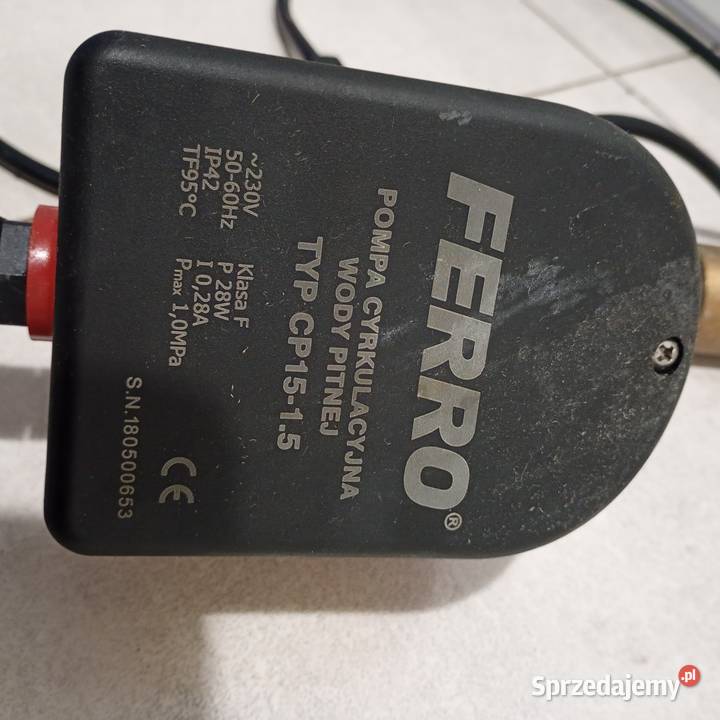 FERRO®
POMPA CYRKULACYJNA
WODY PITNEJ
TYP CP15-1.5
~230V
50-60Hz
IP42
TF95°C
Klasa F
P 28W
I 0,28A
Pmax 1,0MPa
CE
S.N.180500653
Sprzedajemy.pl